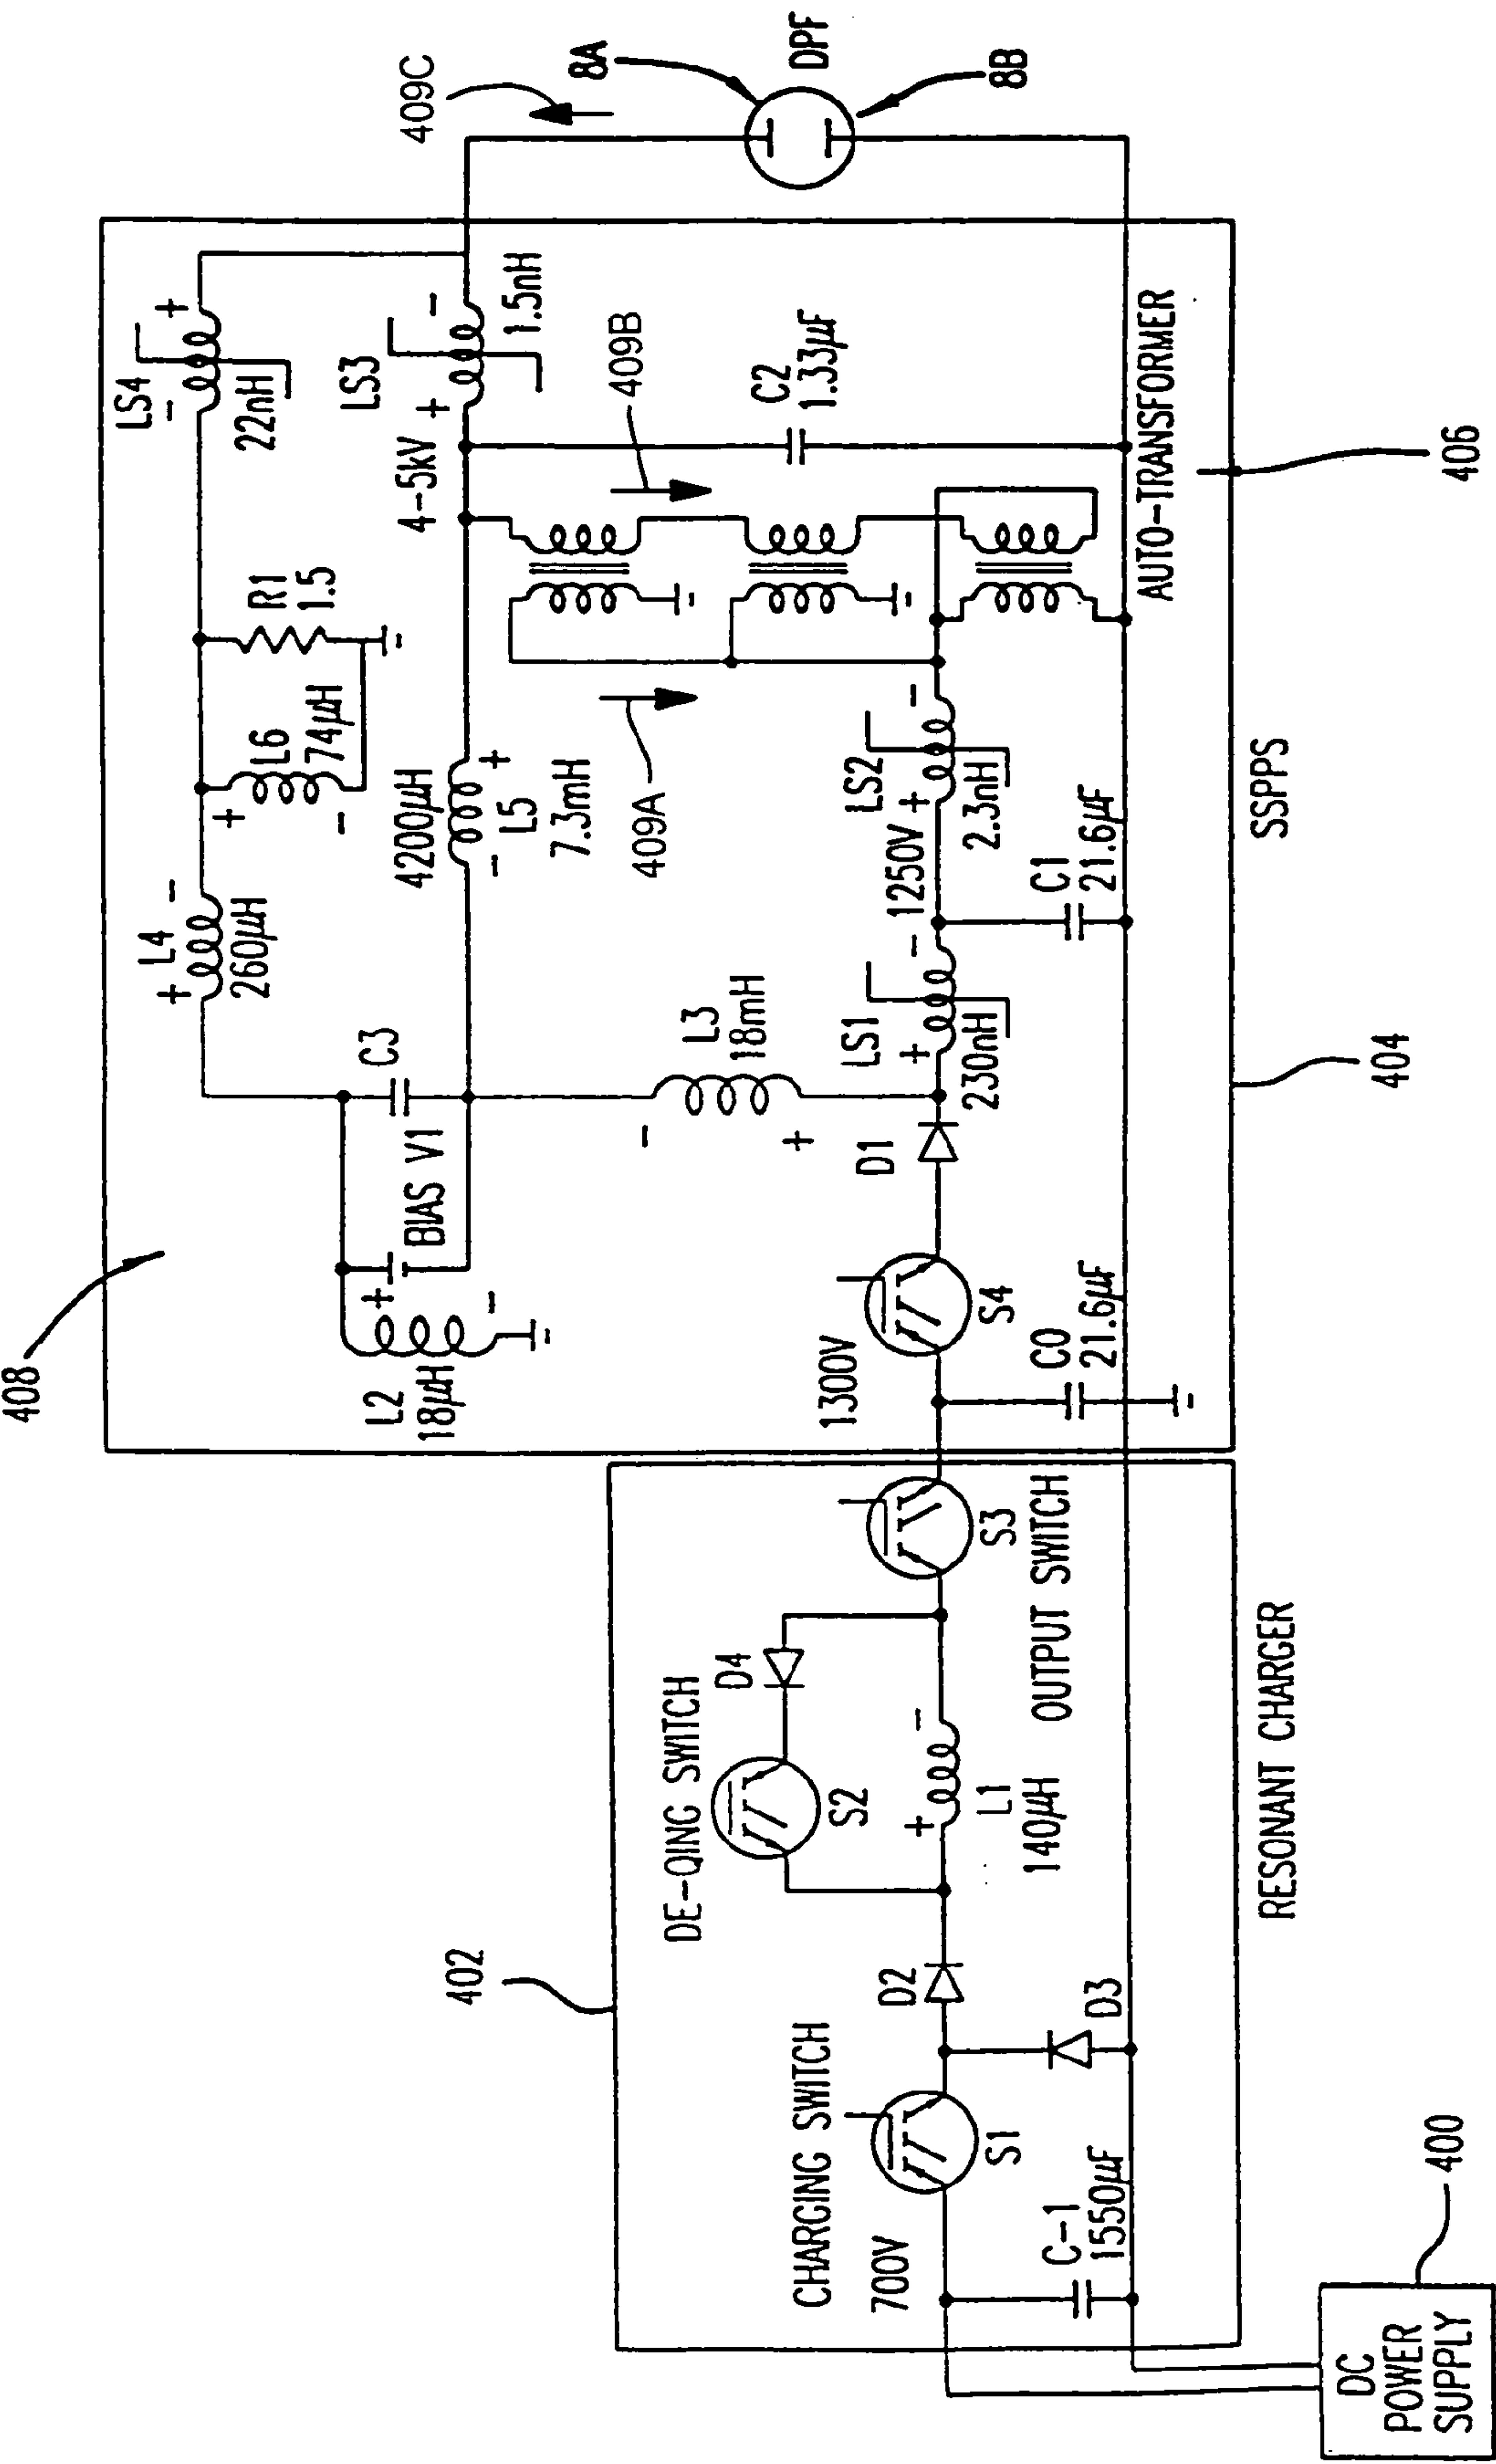 408
LS4
22nH
L4
260µH
L6
74µH
R1
1.5
C3
BIAS V1
L2
18µH
4200µH
L5
7.3mH
4-5kV
LS3
1.5nH
409C
8A
DPF
8B
409A
409B
C2
1.33µF
L3
18mH
1300V
S4
C0
21.6µF
D1
LS1
230nH
1250V
C1
21.6µF
LS2
2.3nH
AUTO-TRANSFORMER
406
404
SSPPS
402
CHARGING SWITCH
700V
S1
C-1
1550µF
D2
D3
DE-QING SWITCH
S2
D4
L1
140µH
S3
OUTPUT SWITCH
RESONANT CHARGER
DC
POWER
SUPPLY
400
+
-
+
-
+
-
+
-
+
-
-
+
-
+
+
-
+
-
+
-